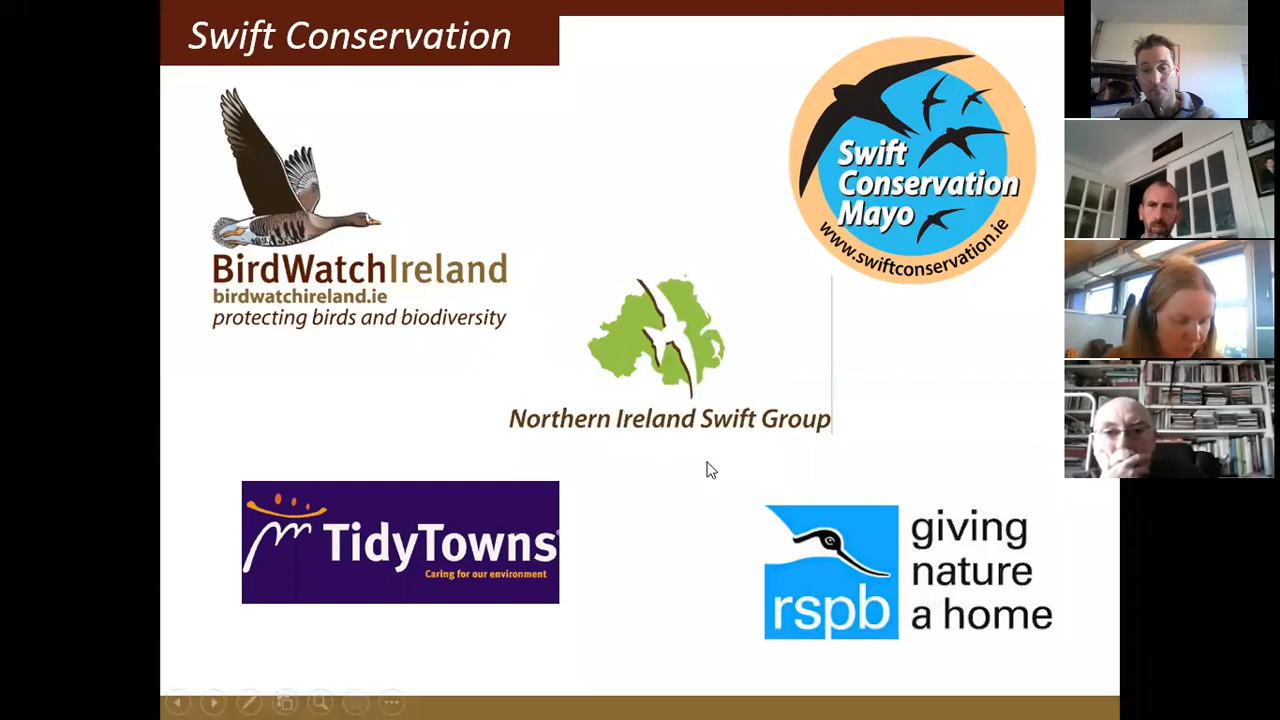 Swift Conservation
BirdWatchIreland
birdwatchireland.ie
protecting birds and biodiversity
Swift
Conservation
Mayo
www.swiftconservation.ie
Northern Ireland Swift Group
TidyTowns
Caring for our environment
rspb
giving
nature
a home